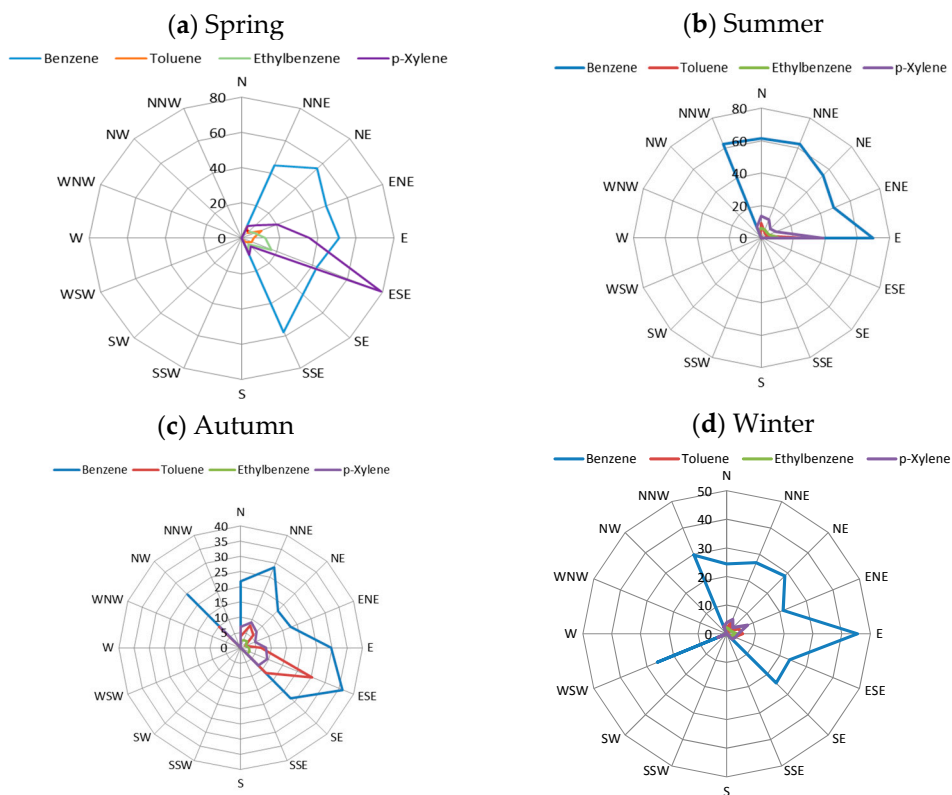 (a) Spring
Benzene Toluene Ethylbenzene p-Xylene
N
NNW NNE
80
NW NE
60
40
WNW ENE
20
W 0 E
WSW ESE
SW SE
SSW SSE
S
(b) Summer
Benzene Toluene Ethylbenzene p-Xylene
N
NNW NNE
80
NW NE
60
40
WNW ENE
20
W 0 E
WSW ESE
SW SE
SSW SSE
S
(c) Autumn
Benzene Toluene Ethylbenzene p-Xylene
N
NNW NNE
40
35
NW NE
30
25
20
WNW ENE
15
10
5
W 0 E
WNW ESE
SW SE
SSW SSE
S
(d) Winter
Benzene Toluene Ethylbenzene p-Xylene
N
NNW NNE
50
40
NW NE
30
WNW ENE
20
10
W 0 E
WSW ESE
SW SE
SSW SSE
S